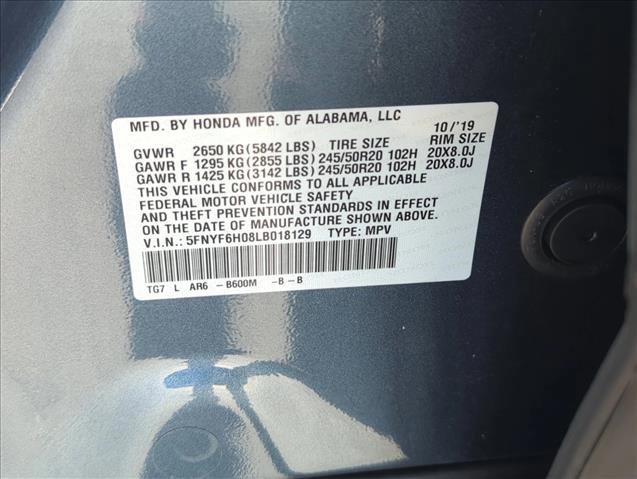 MFD. BY HONDA MFG. OF ALABAMA, LLC 10/'19
GVWR 2650 KG(5842 LBS) TIRE SIZE RIM SIZE
GAWR F 1295 KG(2855 LBS)245/50R20 102H 20X8.0J
GAWR R 1425 KG(3142 LBS)245/50R20 102H 20X8.0J
THIS VEHICLE CONFORMS TO ALL APPLICABLE
FEDERAL MOTOR VEHICLE SAFETY
AND THEFT PREVENTION STANDARDS IN EFFECT
ON THE DATE OF MANUFACTURE SHOWN ABOVE.
V.I.N.: 5FNYF6H08LB018129 TYPE: MPV
TG7 L AR6 -B600M -B-B